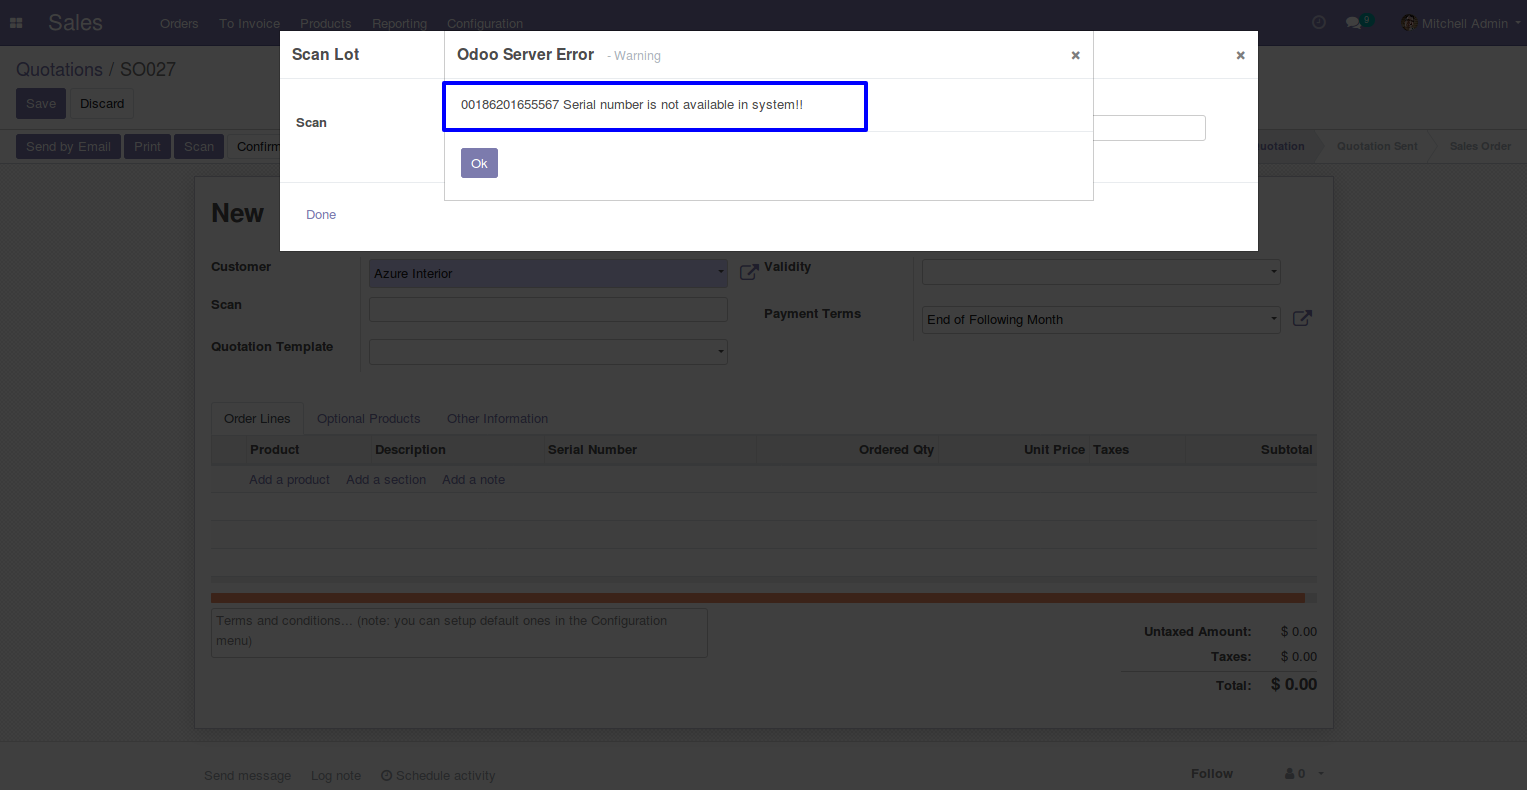 Sales Orders To Invoice Products Reporting Configuration 9 Mitchell Admin
Quotations / SO027
Save Discard
Send by Email Print Scan Confirm uotation Quotation Sent Sales Order
Scan Lot ×
Odoo Server Error - Warning ×
00186201655567 Serial number is not available in system!!
Scan
Ok
Done
New
Customer Azure Interior Validity
Scan
Payment Terms End of Following Month
Quotation Template
Order Lines Optional Products Other Information
Product Description Serial Number Ordered Qty Unit Price Taxes Subtotal
Add a product Add a section Add a note
Terms and conditions... (note: you can setup default ones in the Configuration
menu)
Untaxed Amount: $ 0.00
Taxes: $ 0.00
Total: $ 0.00
Send message Log note Schedule activity Follow 0